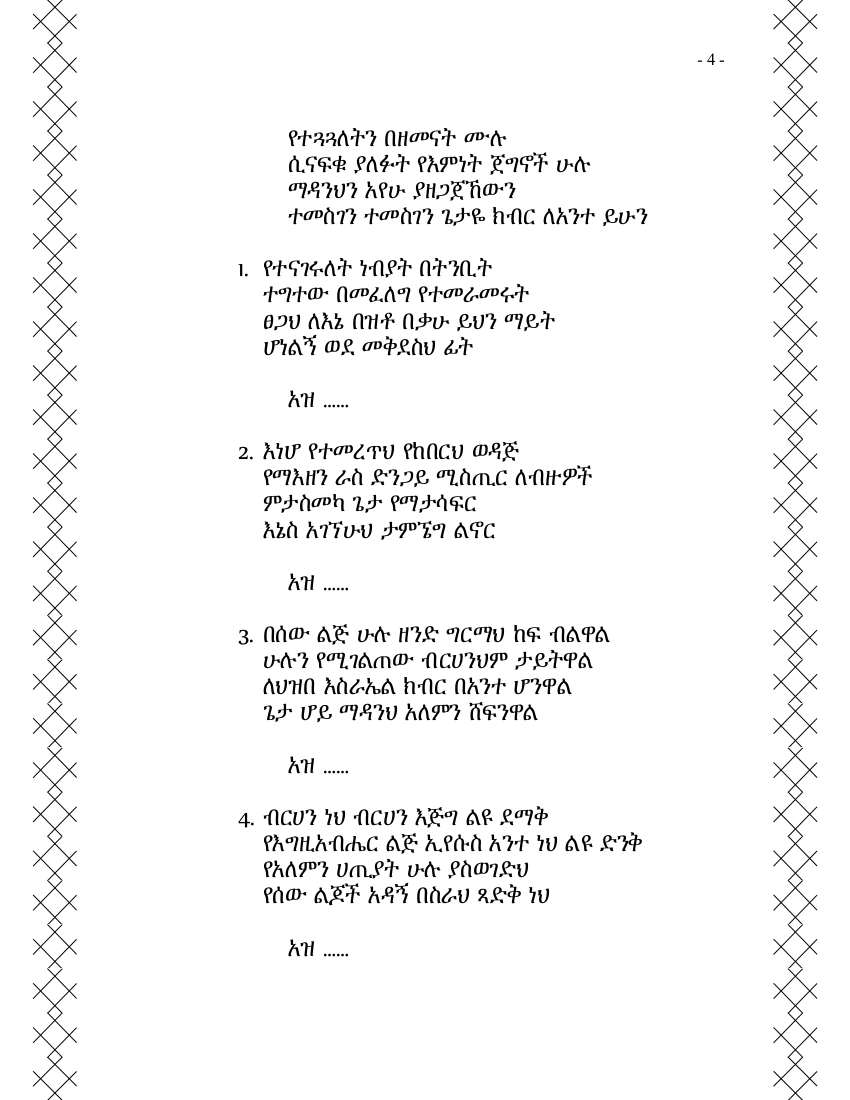 - 4 -
የተጓጓለትን በዘመናት ሙሉ
ሲናፍቁ ያለፉት የእምነት ጀግኖች ሁሉ
ማዳንህን አየሁ ያዘጋጀኸውን
ተመስገን ተመስገን ጌታዬ ክብር ለአንተ ይሁን
1. የተናገሩለት ነብያት በትንቢት
ተግተው በመፈለግ የተመራመሩት
ፀጋህ ለእኔ በዝቶ በቃሁ ይህን ማይት
ሆነልኝ ወደ መቅደስህ ፊት
አዝ ......
2. እነሆ የተመረጥህ የከበርህ ወዳጅ
የማእዘን ራስ ድንጋይ ሚስጢር ለብዙዎች
ምታስመካ ጌታ የማታሳፍር
እኔስ አገኘሁህ ታምኜግ ልኖር
አዝ ......
3. በሰው ልጅ ሁሉ ዘንድ ግርማህ ከፍ ብልዋል
ሁሉን የሚገልጠው ብርሀንህም ታይትዋል
ለህዝበ እስራኤል ክብር በአንተ ሆንዋል
ጌታ ሆይ ማዳንህ አለምን ሸፍንዋል
አዝ ......
4. ብርሀን ነህ ብርሀን እጅግ ልዩ ደማቅ
የእግዚአብሔር ልጅ ኢየሱስ አንተ ነህ ልዩ ድንቅ
የአለምን ሀጢያት ሁሉ ያስወገድህ
የሰው ልጆች አዳኝ በስራህ ጻድቅ ነህ
አዝ ......